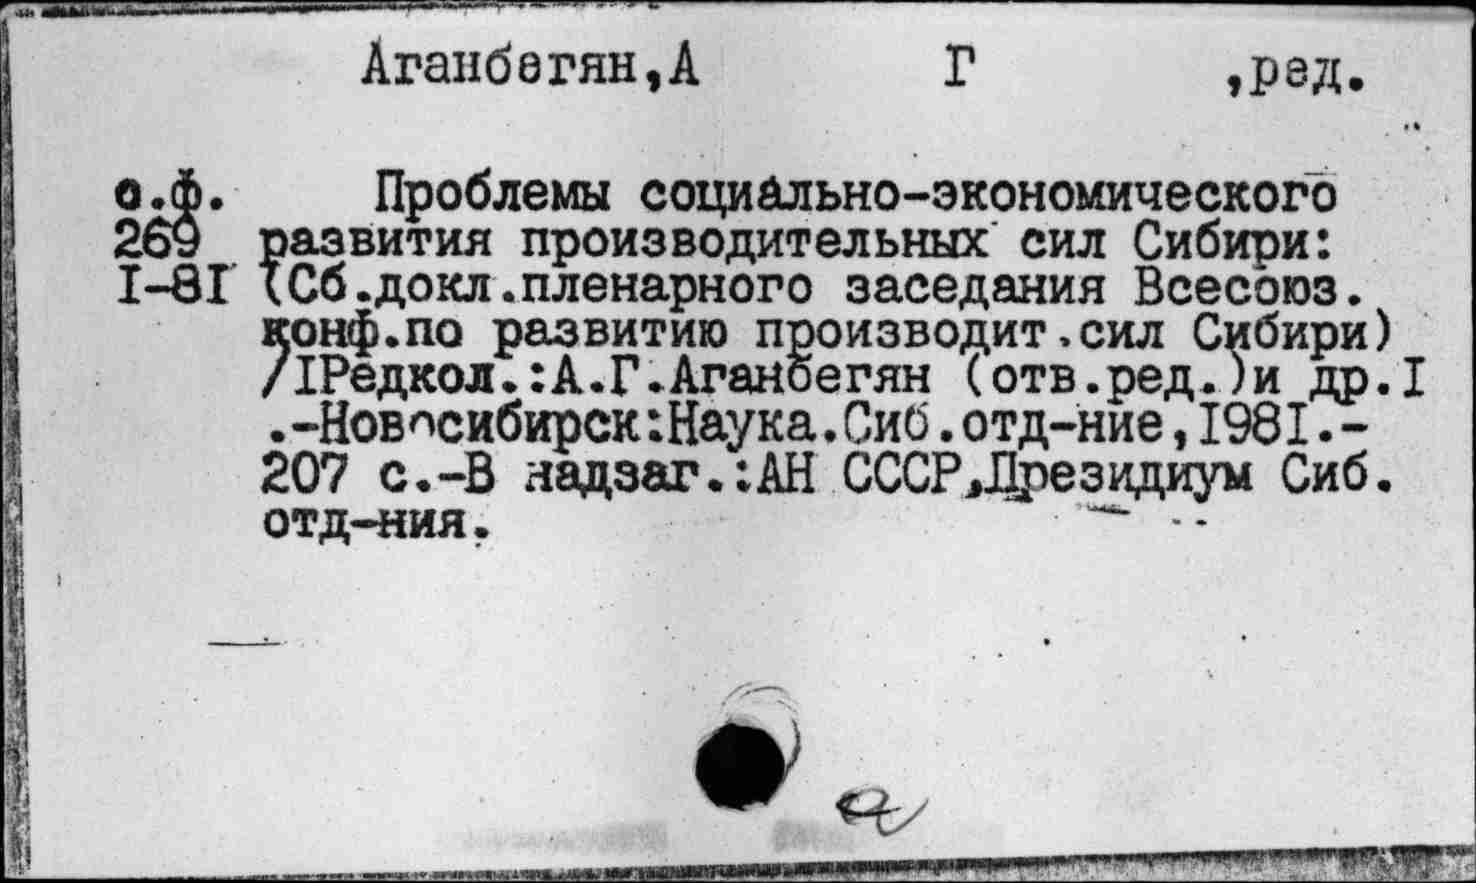 Аганбегян,А Г ,ред.
о.ф. Проблемы социально-экономического
269 развития производительных сил Сибири:
I-8I (Сб.докл.пленарного заседания Всесоюз.
конф.по развитию производит.сил Сибири)
/IРедкол.:А.Г.Аганбегян (отв.ред.)и др.I
.-Новосибирск:Наука.Сиб.отд-ние,I98I.-
207 с.-В надзаг.:АН СССР,Президиум Сиб.
отд-ния.
а